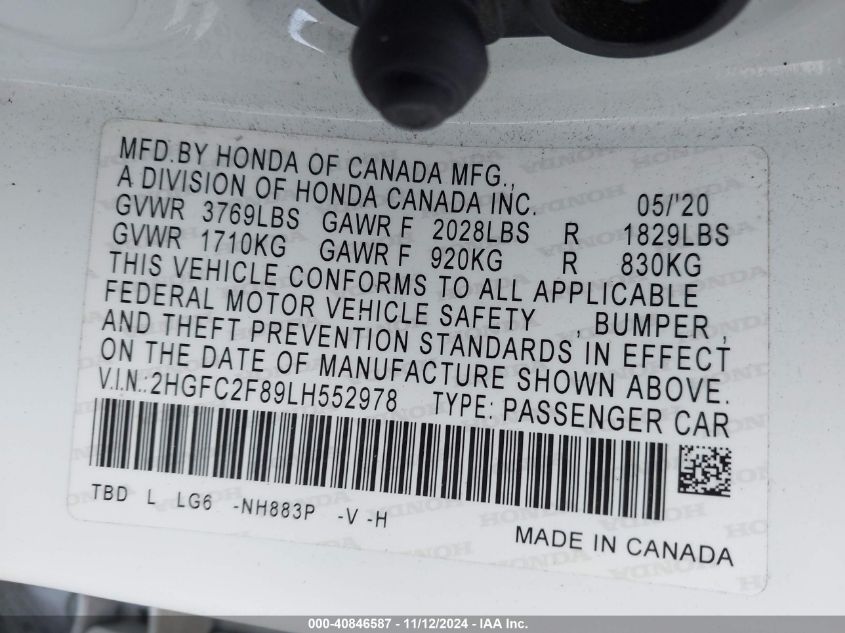 MFD.BY HONDA OF CANADA MFG.,
A DIVISION OF HONDA CANADA INC. 05/'20
GVWR 3769LBS GAWR F 2028LBS R 1829LBS
GVWR 1710KG GAWR F 920KG R 830KG
THIS VEHICLE CONFORMS TO ALL APPLICABLE
FEDERAL MOTOR VEHICLE SAFETY , BUMPER ,
AND THEFT PREVENTION STANDARDS IN EFFECT
ON THE DATE OF MANUFACTURE SHOWN ABOVE.
V.I.N.:2HGFC2F89LH552978 TYPE: PASSENGER CAR
TBD L LG6 -NH883P -V -H
MADE IN CANADA
000-40846587 - 11/12/2024 - IAA Inc.